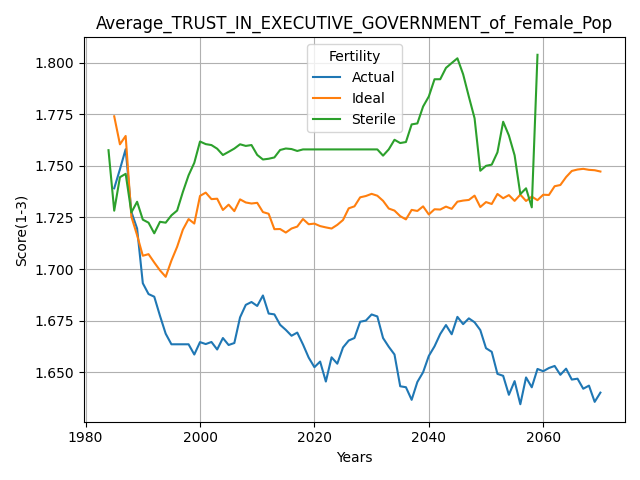 Average_TRUST_IN_EXECUTIVE_GOVERNMENT_of_Female_Pop
Fertility
Actual
Ideal
Sterile
Score(1-3)
1.800
1.775
1.750
1.725
1.700
1.675
1.650
1980 2000 2020 2040 2060
Years